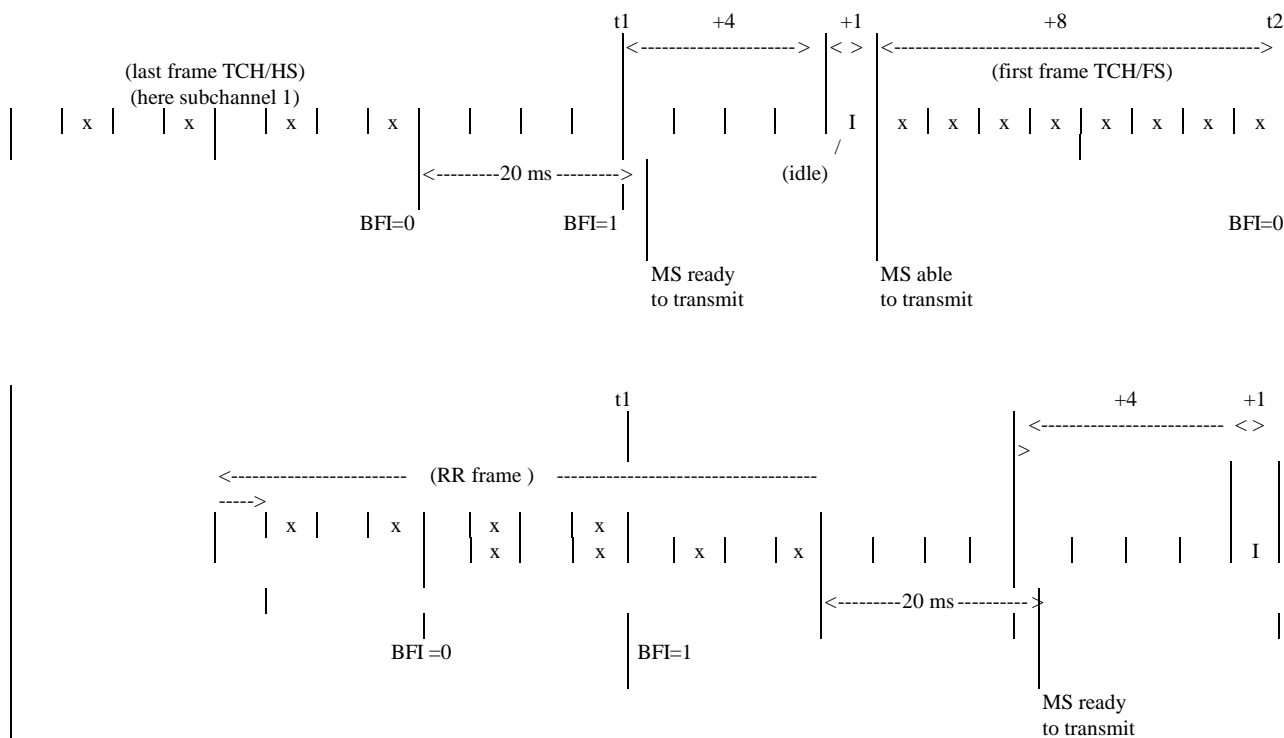 t1 +4 +1 +8 t2
<-----------------------> <> <------------------------------------------------->
(last frame TCH/HS) (first frame TCH/FS)
(here subchannel 1)
x x x x I x x x x x x x x
/
<---------20 ms ---------> (idle)
BFI=0 BFI=1 BFI=0
MS ready MS able
to transmit to transmit
t1 +4 +1
<----------------------- <>
>
<------------------------ (RR frame ) -----------------------------------
----->
x x x x
x x x x I
<---------20 ms --------->
BFI =0 BFI=1
MS ready
to transmit